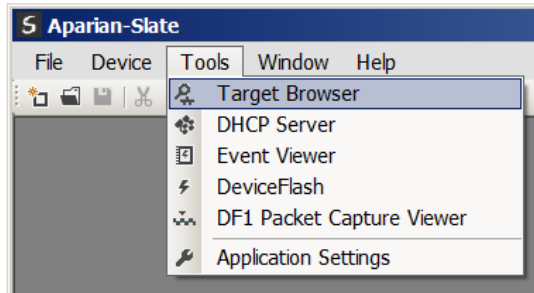 S Aparian-Slate
File Device Tools Window Help
Target Browser
DHCP Server
Event Viewer
DeviceFlash
DF1 Packet Capture Viewer
Application Settings